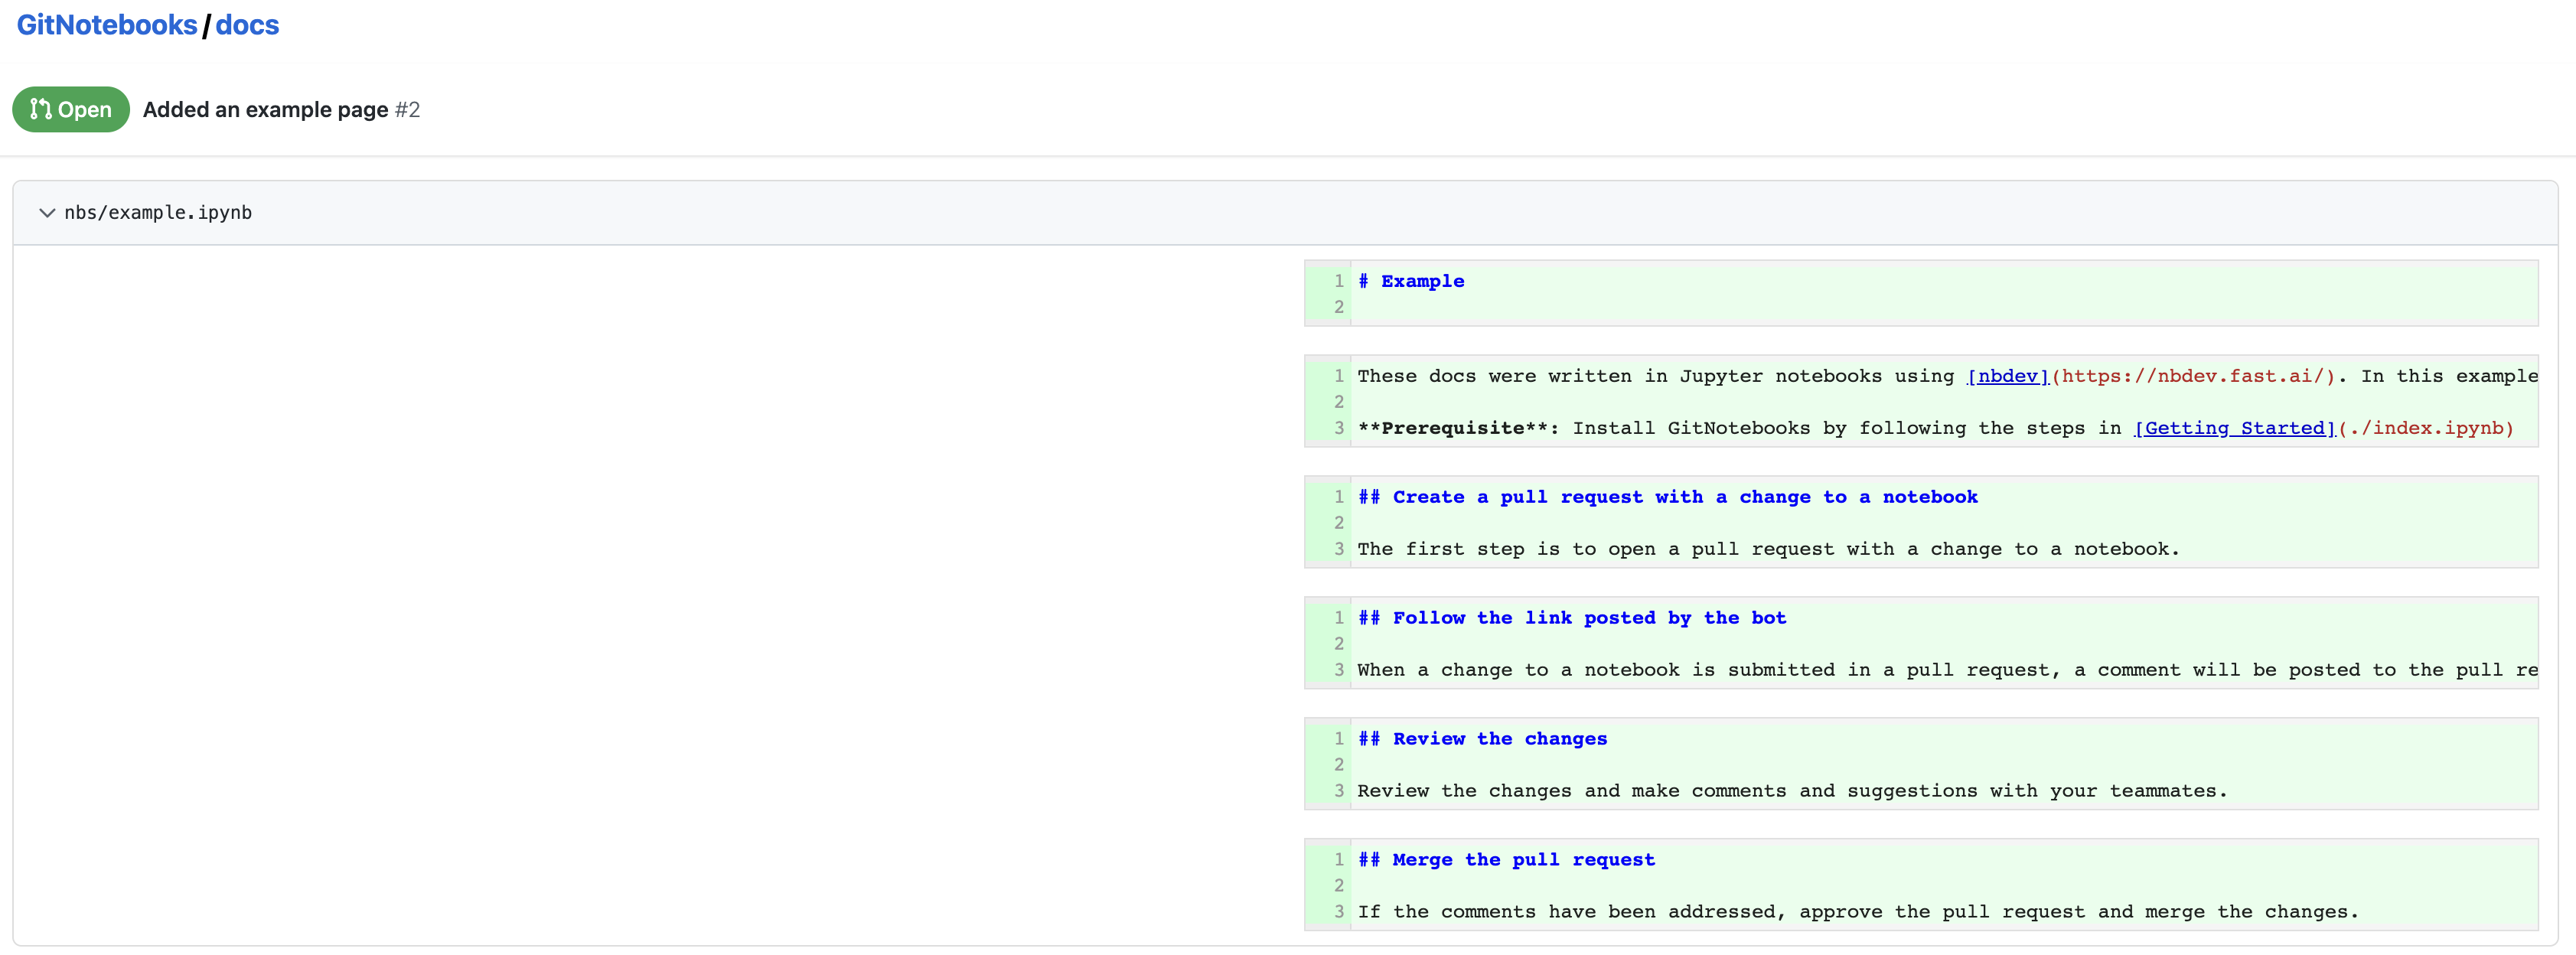 GitNotebooks/docs
Open Added an example page #2
nbs/example.ipynb
1 # Example
2
1 These docs were written in Jupyter notebooks using [nbdev](https://nbdev.fast.ai/). In this example
2
3 **Prerequisite**: Install GitNotebooks by following the steps in [Getting Started](./index.ipynb)
1 ## Create a pull request with a change to a notebook
2
3 The first step is to open a pull request with a change to a notebook.
1 ## Follow the link posted by the bot
2
3 When a change to a notebook is submitted in a pull request, a comment will be posted to the pull re
1 ## Review the changes
2
3 Review the changes and make comments and suggestions with your teammates.
1 ## Merge the pull request
2
3 If the comments have been addressed, approve the pull request and merge the changes.